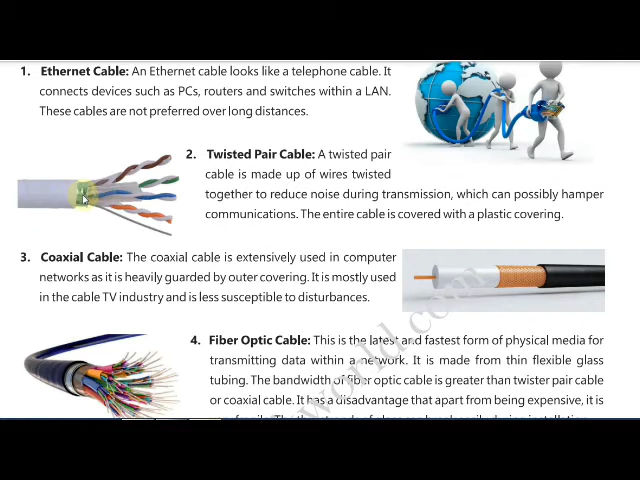 1. Ethernet Cable: An Ethernet cable looks like a telephone cable. It
connects devices such as PCs, routers and switches within a LAN.
These cables are not preferred over long distances.
2. Twisted Pair Cable: A twisted pair
cable is made up of wires twisted
together to reduce noise during transmission, which can possibly hamper
communications. The entire cable is covered with a plastic covering.
3. Coaxial Cable: The coaxial cable is extensively used in computer
networks as it is heavily guarded by outer covering. It is mostly used
in the cable TV industry and is less susceptible to disturbances.
4. Fiber Optic Cable: This is the latest and fastest form of physical media for
transmitting data within a network. It is made from thin flexible glass
tubing. The bandwidth of fiber optic cable is greater than twister pair cable
or coaxial cable. It has a disadvantage that apart from being expensive, it is